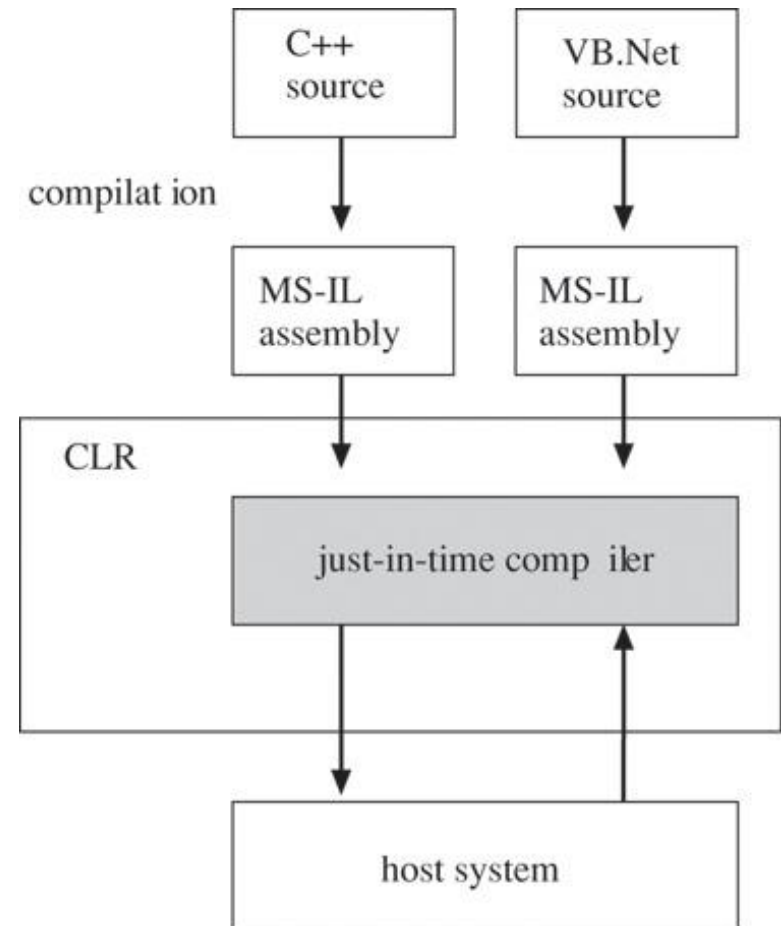 C++
source
VB.Net
source
compilat ion
MS-IL
assembly
MS-IL
assembly
CLR
just-in-time comp iler
host system